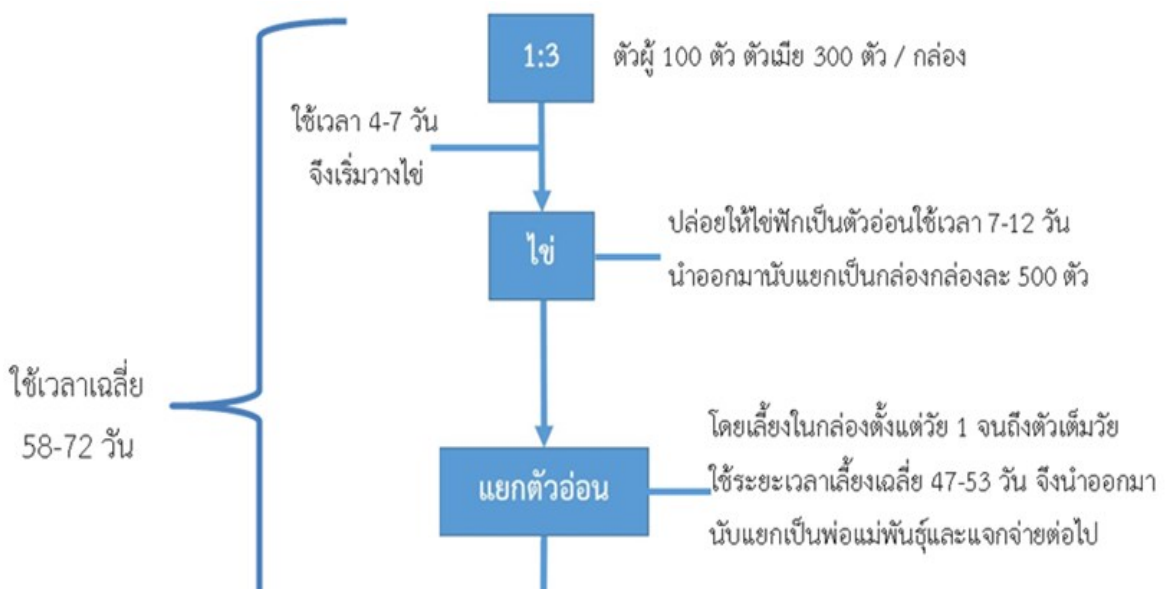 1:3
ตัวผู้ 100 ตัว ตัวเมีย 300 ตัว / กล่อง
ใช้เวลา 4-7 วัน
จึงเริ่มวางไข่
ไข่
ปล่อยให้ไข่ฟักเป็นตัวอ่อนใช้เวลา 7-12 วัน
นำออกมานับแยกเป็นกล่องกล่องละ 500 ตัว
ใช้เวลาเฉลี่ย
58-72 วัน
แยกตัวอ่อน
โดยเลี้ยงในกล่องตั้งแต่วัย 1 จนถึงตัวเต็มวัย
ใช้ระยะเวลาเลี้ยงเฉลี่ย 47-53 วัน จึงนำออกมา
นับแยกเป็นพ่อแม่พันธุ์และแจกจ่ายต่อไป